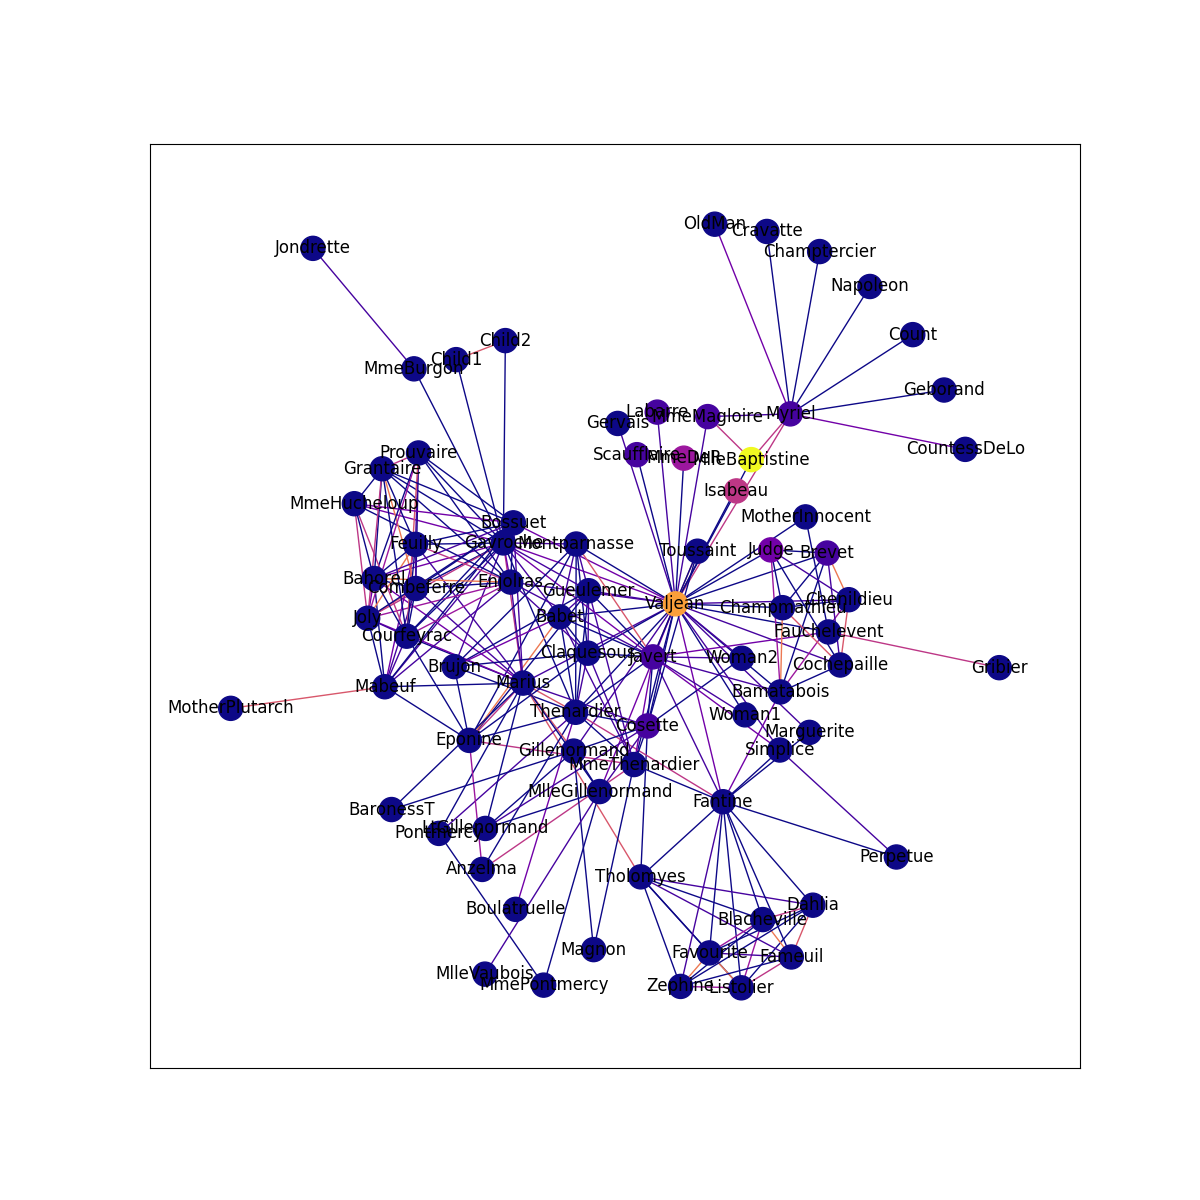 OldMan
Cravatte
Champtercier
Jondrette
Napoleon
Count
Child2
Child1
MmeBurgon
Geborand
Labarre
MmeMagloire
Myriel
Gervais
CountessDeLo
Prouvaire
Scaufflaire
MmeDeR
MlleBaptistine
Grantaire
Isabeau
MmeHucheloup
MotherInnocent
Bossuet
Gavroche
Montparnasse
Feuilly
Toussaint
Judge
Brevet
Bahorel
Combeferre
Enjolras
Gueulemer
Valjean
Champmathieu
Chenildieu
Joly
Babet
Courfeyrac
Fauchelevent
Claquesous
Javert
Woman2
Cochepaille
Brujon
Gribier
Marius
Mabeuf
Bamatabois
MotherPlutarch
Thenardier
Woman1
Cosette
Marguerite
Eponine
Gillenormand
Simplice
MmeThenardier
MlleGillenormand
Fantine
BaronessT
LtGillenormand
Pontmercy
Perpetue
Anzelma
Tholomyes
Boulatruelle
Dahlia
Blacheville
Magnon
Favourite
Fameuil
MlleVaubois
MmePontmercy
Zephine
Listolier